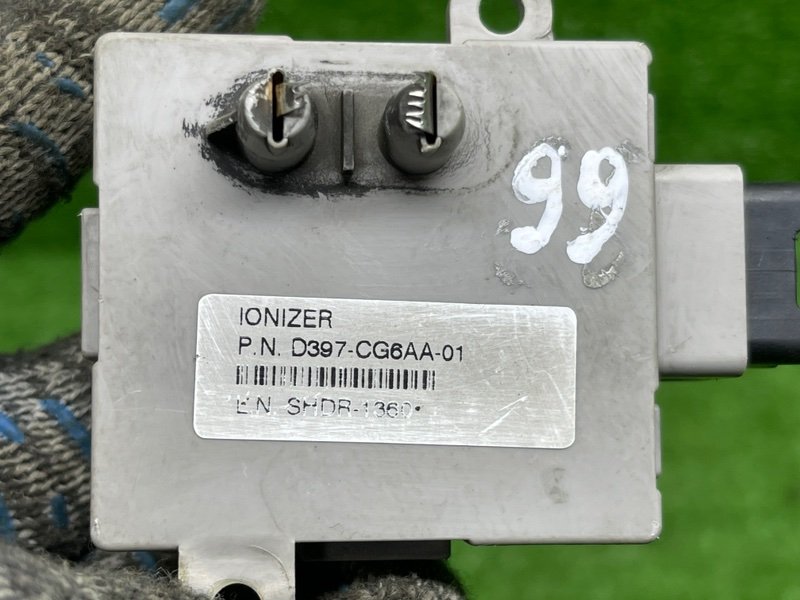 99
IONIZER
P.N. D397-CG6AA-01
E.N. SHDR-1360*